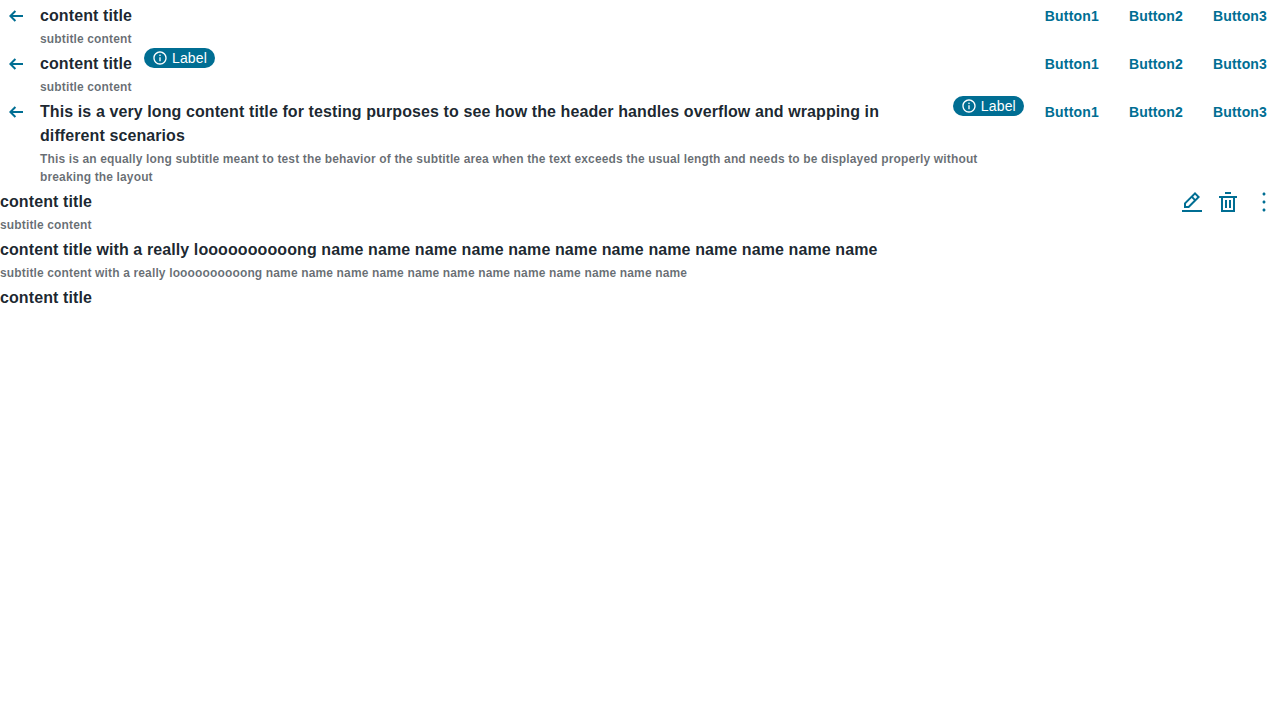 content title Button1 Button2 Button3
subtitle content
content title Label Button1 Button2 Button3
subtitle content
This is a very long content title for testing purposes to see how the header handles overflow and wrapping in Label Button1 Button2 Button3
different scenarios
This is an equally long subtitle meant to test the behavior of the subtitle area when the text exceeds the usual length and needs to be displayed properly without
breaking the layout
content title
subtitle content
content title with a really loooooooooong name name name name name name name name name name name name
subtitle content with a really loooooooooong name name name name name name name name name name name name
content title